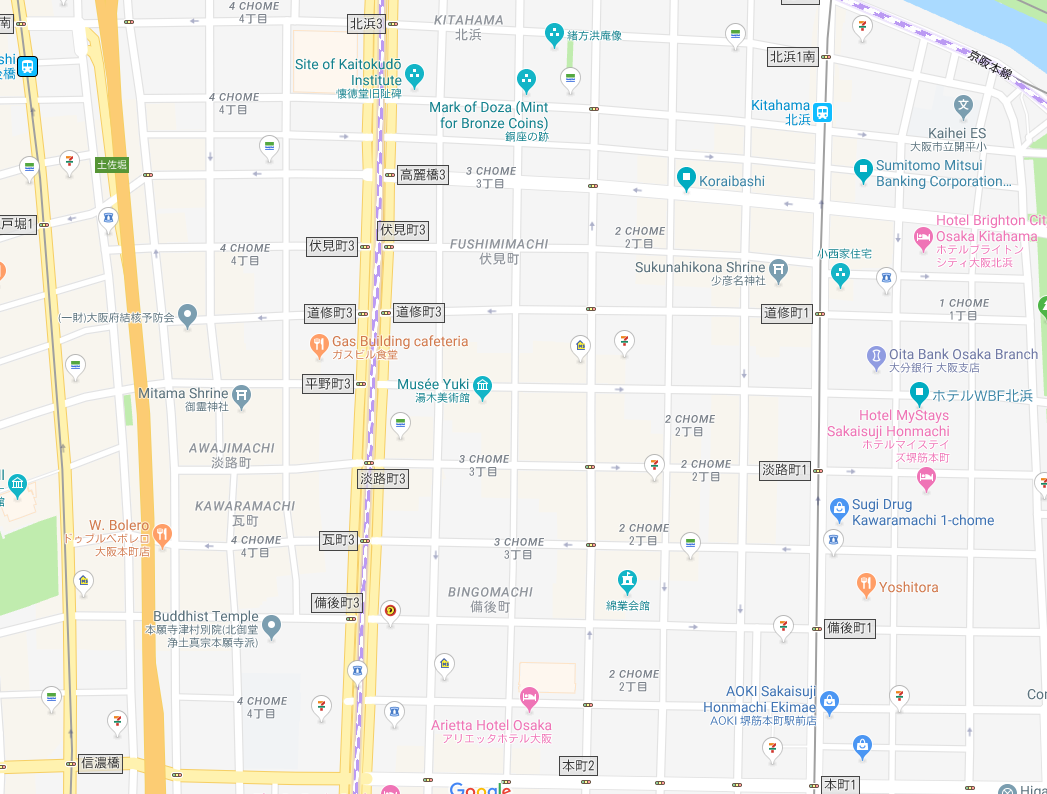 4 CHOME
4丁目
北浜3
KITAHAMA
北浜
緒方洪庵像
南
北浜1南
京阪本線
shi
橋
Site of Kaitokudō
Institute
懐徳堂旧趾碑
4 CHOME
4丁目
Mark of Doza (Mint
for Bronze Coins)
銅座の跡
Kitahama
北浜
Kaihei ES
大阪市立開平小
土佐堀
高麗橋3
3 CHOME
3丁目
Koraibashi
Sumitomo Mitsui
Banking Corporation...
戸堀1
伏見町3
伏見町3
4 CHOME
4丁目
FUSHIMIMACHI
伏見町
2 CHOME
2丁目
Hotel Brighton Cit
Osaka Kitahama
ホテルブライトン
シティ大阪北浜
小西家住宅
Sukunahikona Shrine
少彦名神社
(一財)大阪府結核予防会
道修町3
道修町3
道修町1
1 CHOME
1丁目
Gas Building cafeteria
ガスビル食堂
Oita Bank Osaka Branch
大分銀行 大阪支店
平野町3
Musée Yuki
湯木美術館
Mitama Shrine
御霊神社
ホテルWBF北浜
Hotel MyStays
Sakaisuji Honmachi
ホテルマイステイ
ズ堺筋本町
2 CHOME
2丁目
AWAJIMACHI
淡路町
3 CHOME
3丁目
2 CHOME
2丁目
淡路町1
淡路町3
ll
館
KAWARAMACHI
瓦町
Sugi Drug
Kawaramachi 1-chome
W. Bolero
ドゥブルベボレロ
大阪本町店
4 CHOME
4丁目
瓦町3
3 CHOME
3丁目
2 CHOME
2丁目
BINGOMACHI
備後町
綿業会館
Yoshitora
備後町3
Buddhist Temple
本願寺津村別院(北御堂
浄土真宗本願寺派)
備後町1
2 CHOME
2丁目
4 CHOME
4丁目
Arietta Hotel Osaka
アリエッタホテル大阪
AOKI Sakaisuji
Honmachi Ekimae
AOKI 堺筋本町駅前店
Cor
信濃橋
本町2
本町1
Google
Higa